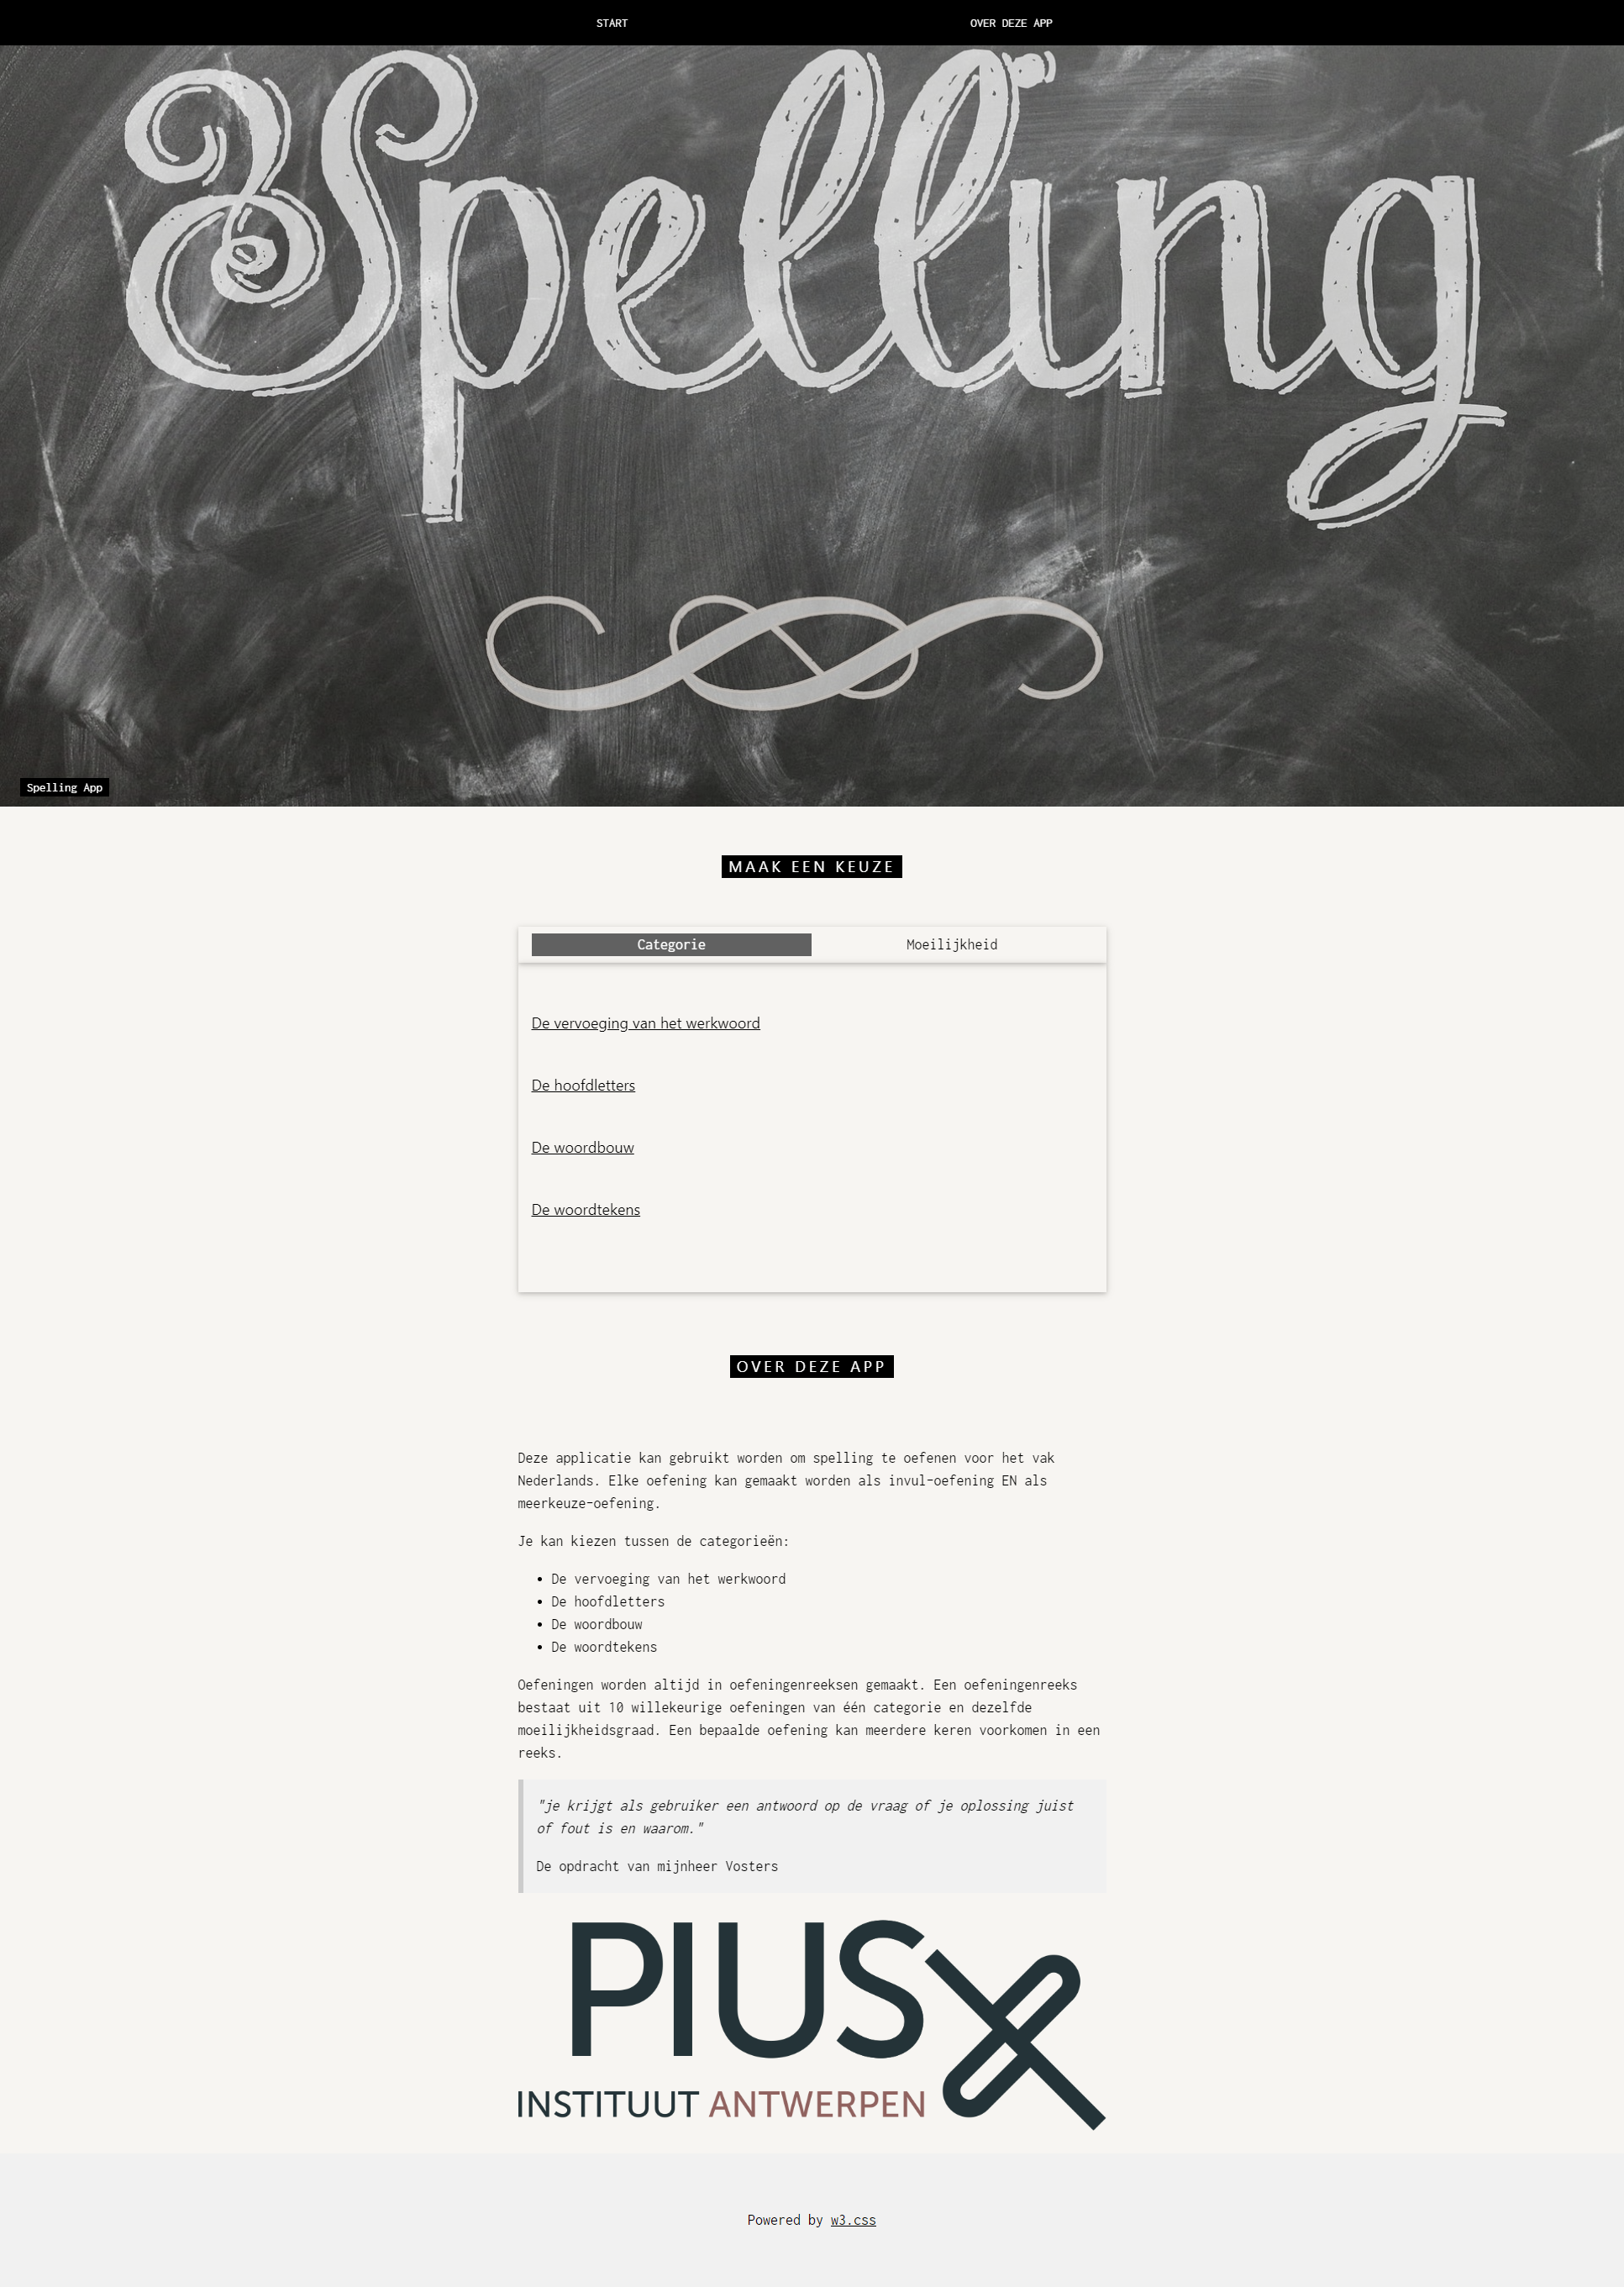 START
OVER DEZE APP
Spelling
Spelling App
MAAK EEN KEUZE
Categorie
Moeilijkheid
De vervoeging van het werkwoord
De hoofdletters
De woordbouw
De woordtekens
OVER DEZE APP
Deze applicatie kan gebruikt worden om spelling te oefenen voor het vak
Nederlands. Elke oefening kan gemaakt worden als invul-oefening EN als
meerkeuze-oefening.
Je kan kiezen tussen de categorieën:
• De vervoeging van het werkwoord
• De hoofdletters
• De woordbouw
• De woordtekens
Oefeningen worden altijd in oefeningenreeksen gemaakt. Een oefeningenreeks
bestaat uit 10 willekeurige oefeningen van één categorie en dezelfde
moeilijkheidsgraad. Een bepaalde oefening kan meerdere keren voorkomen in een
reeks.
"je krijgt als gebruiker een antwoord op de vraag of je oplossing juist
of fout is en waarom."
De opdracht van mijnheer Vosters
PIUS X
INSTITUUT ANTWERPEN
Powered by w3.css